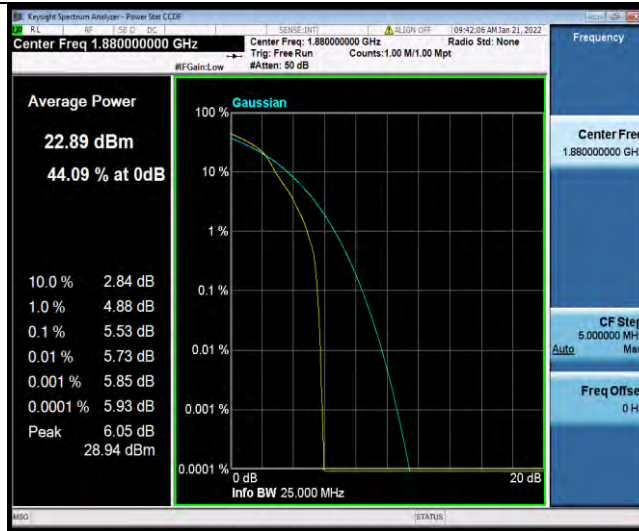 Keysight Spectrum Analyzer - Power Stat CCDF
RL RF 50 Ω DC SENSE:INT ALIGN OFF 09:42:06 AM Jan 21, 2022
Center Freq 1.880000000 GHz
Center Freq: 1.880000000 GHz Radio Std: None
Trig: Free Run Counts:1.00 M/1.00 Mpt
#IFGain:Low #Atten: 50 dB
Frequency
Average Power
22.89 dBm
44.09 % at 0dB
10.0 % 2.84 dB
1.0 % 4.88 dB
0.1 % 5.53 dB
0.01 % 5.73 dB
0.001 % 5.85 dB
0.0001 % 5.93 dB
Peak 6.05 dB
28.94 dBm
Gaussian
100 %
10 %
1 %
0.1 %
0.01 %
0.001 %
0.0001 %
0 dB 20 dB
Info BW 25.000 MHz
Center Fre
1.880000000 GH
CF Step
5.000000 MH
Auto Ma
Freq Offse
0 H
MSG STATUS